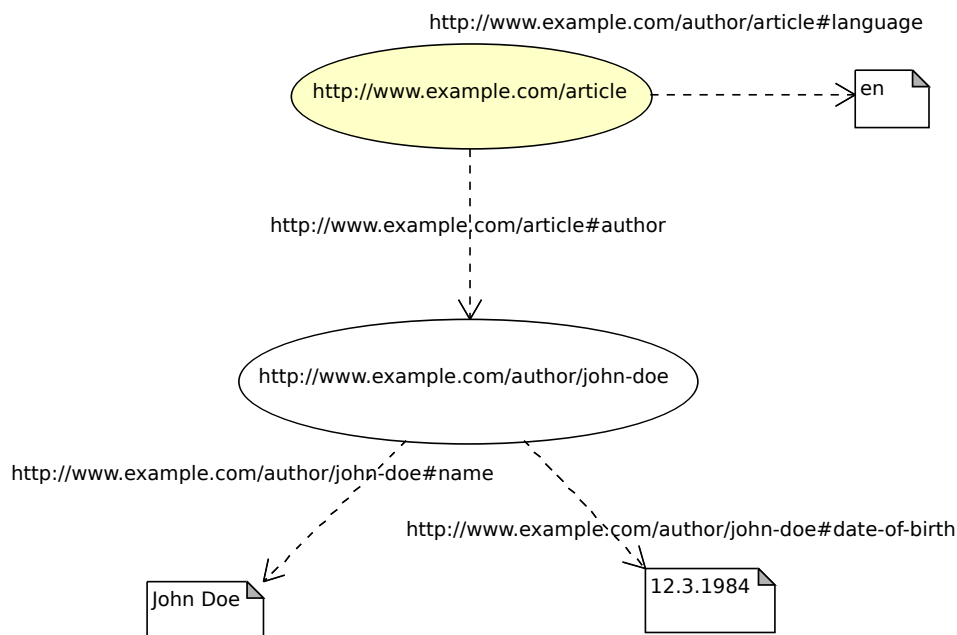 http://www.example.com/author/article#language
http://www.example.com/article
en
http://www.example.com/article#author
http://www.example.com/author/john-doe
http://www.example.com/author/john-doe#name
http://www.example.com/author/john-doe#date-of-birth
John Doe
12.3.1984